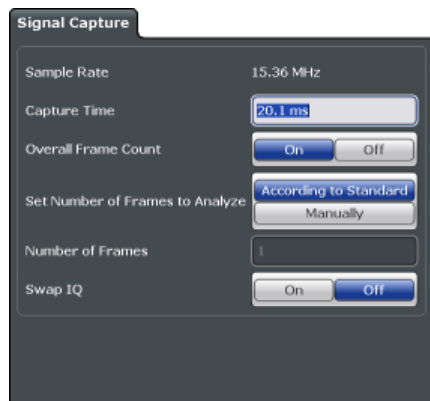 Signal Capture
Sample Rate 15.36 MHz
Capture Time 20.1 ms
Overall Frame Count On Off
Set Number of Frames to Analyze According to Standard
Manually
Number of Frames 1
Swap IQ On Off